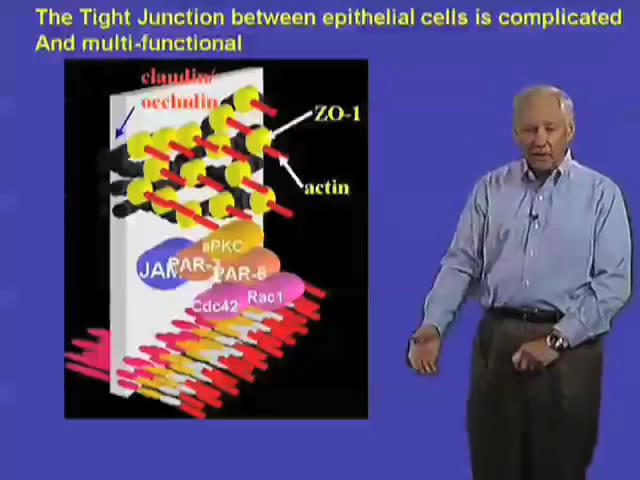 The Tight Junction between epithelial cells is complicated
And multi-functional
claudin/
occludin
ZO-1
actin
aPKC
JAM
PAR-3
PAR-6
Rac1
Cdc42